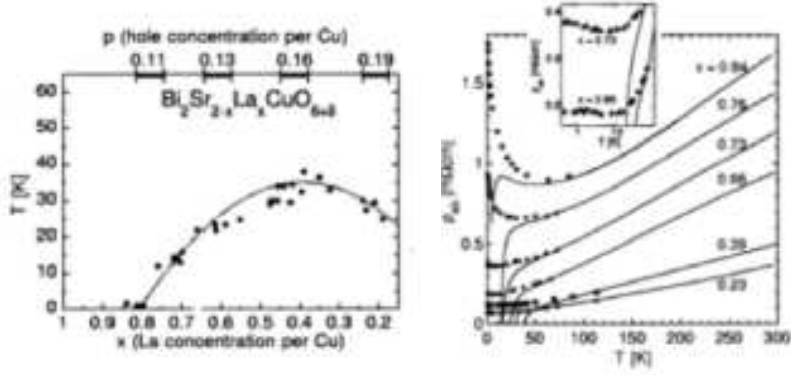 p (hole concentration per Cu)
0.11 0.13 0.16 0.19
Bi2Sr2-xLaxCuO6+δ
T [K]
60
50
40
30
20
10
0
1 0.9 0.8 0.7 0.6 0.5 0.4 0.3 0.2
x (La concentration per Cu)
1.5
1
0.5
0
0 50 100 150 200 250 300
T [K]
x = 0.84
0.76
0.73
0.66
0.39
0.23
T [K]